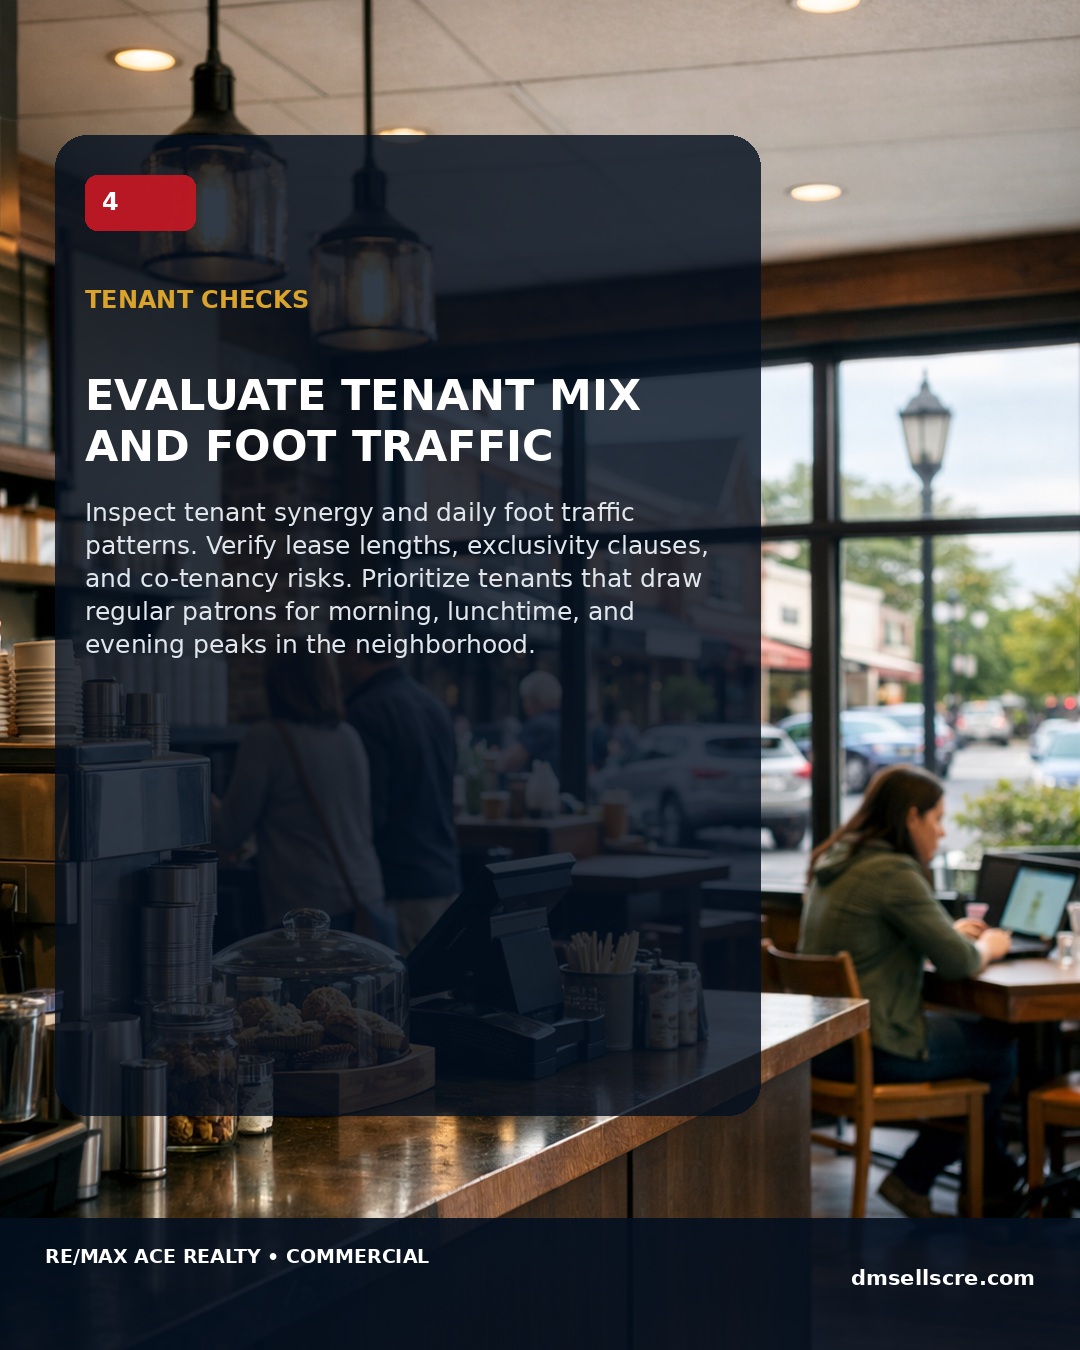 4
TENANT CHECKS
EVALUATE TENANT MIX
AND FOOT TRAFFIC
Inspect tenant synergy and daily foot traffic
patterns. Verify lease lengths, exclusivity clauses,
and co-tenancy risks. Prioritize tenants that draw
regular patrons for morning, lunchtime, and
evening peaks in the neighborhood.
RE/MAX ACE REALTY • COMMERCIAL
dmsellscre.com